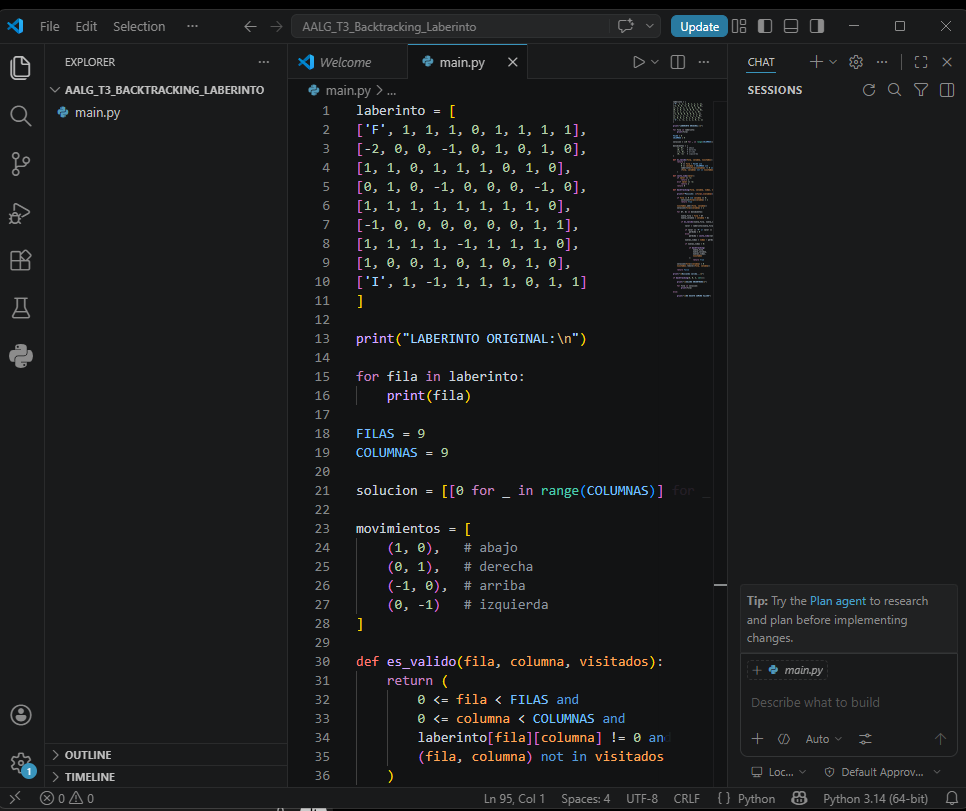 File Edit Selection ··· AALG_T3_Backtracking_Laberinto Update
EXPLORER ···
AALG_T3_BACKTRACKING_LABERINTO
main.py
OUTLINE
TIMELINE
1
Welcome main.py
main.py > ...
1 laberinto = [
2 ['F', 1, 1, 1, 0, 1, 1, 1, 1],
3 [-2, 0, 0, -1, 0, 1, 0, 1, 0],
4 [1, 1, 0, 1, 1, 1, 0, 1, 0],
5 [0, 1, 0, -1, 0, 0, 0, -1, 0],
6 [1, 1, 1, 1, 1, 1, 1, 1, 0],
7 [-1, 0, 0, 0, 0, 0, 0, 1, 1],
8 [1, 1, 1, 1, -1, 1, 1, 1, 0],
9 [1, 0, 0, 1, 0, 1, 0, 1, 0],
10 ['I', 1, -1, 1, 1, 1, 0, 1, 1]
11 ]
12
13 print("LABERINTO ORIGINAL:\n")
14
15 for fila in laberinto:
16 print(fila)
17
18 FILAS = 9
19 COLUMNAS = 9
20
21 solucion = [[0 for _ in range(COLUMNAS)] for _
22
23 movimientos = [
24 (1, 0), # abajo
25 (0, 1), # derecha
26 (-1, 0), # arriba
27 (0, -1) # izquierda
28 ]
29
30 def es_valido(fila, columna, visitados):
31 return (
32 0 <= fila < FILAS and
33 0 <= columna < COLUMNAS and
34 laberinto[fila][columna] != 0 an
35 (fila, columna) not in visitados
36 )
CHAT
SESSIONS
Tip: Try the Plan agent to research
and plan before implementing
changes.
main.py
Describe what to build
Auto
Loc... Default Approv...
0 0 Ln 95, Col 1 Spaces: 4 UTF-8 CRLF { } Python Python 3.14 (64-bit)